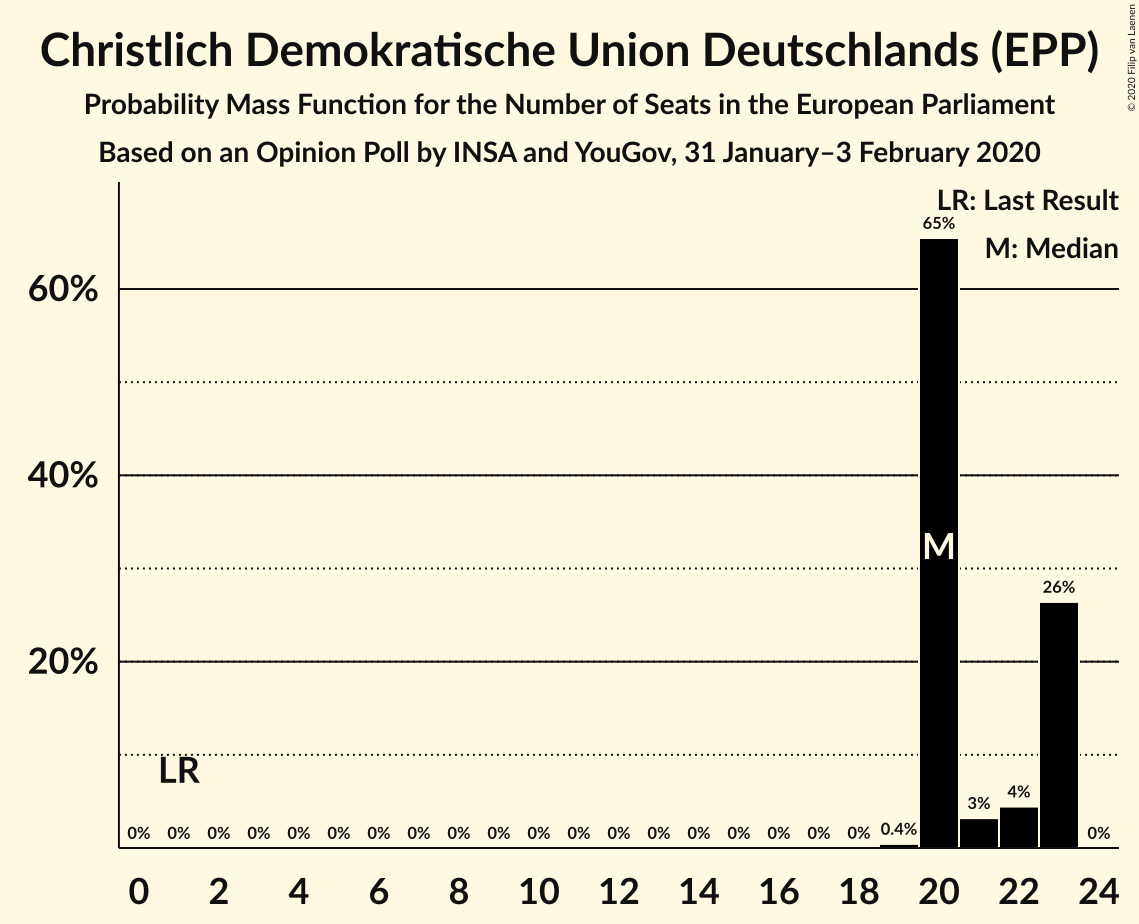 Christlich Demokratische Union Deutschlands (EPP)
Probability Mass Function for the Number of Seats in the European Parliament
Based on an Opinion Poll by INSA and YouGov, 31 January–3 February 2020
© 2020 Filip van Laenen
LR: Last Result
M: Median
65%
60%
40%
M
26%
20%
LR
0% 0% 0% 0% 0% 0% 0% 0% 0% 0% 0% 0% 0% 0% 0% 0% 0% 0% 0% 0.4% 3% 4% 0%
0 2 4 6 8 10 12 14 16 18 20 22 24